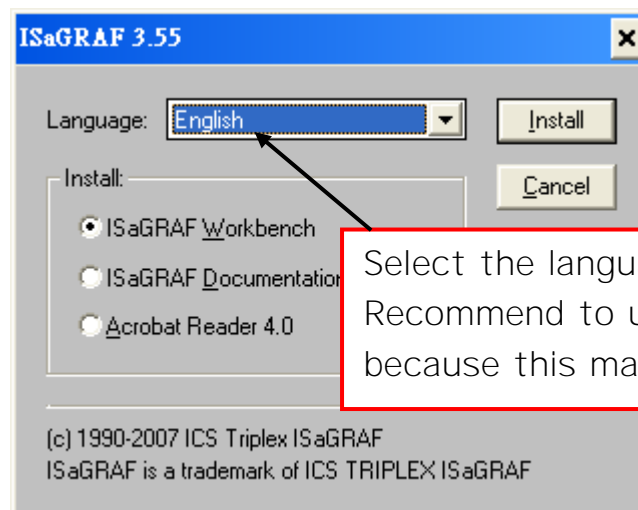 ISaGRAF 3.55
Language: English Install
Install: Cancel
ISaGRAF Workbench
ISaGRAF Documentation
Acrobat Reader 4.0
Select the langu
Recommend to u
because this ma
(c) 1990-2007 ICS Triplex ISaGRAF
ISaGRAF is a trademark of ICS TRIPLEX ISaGRAF